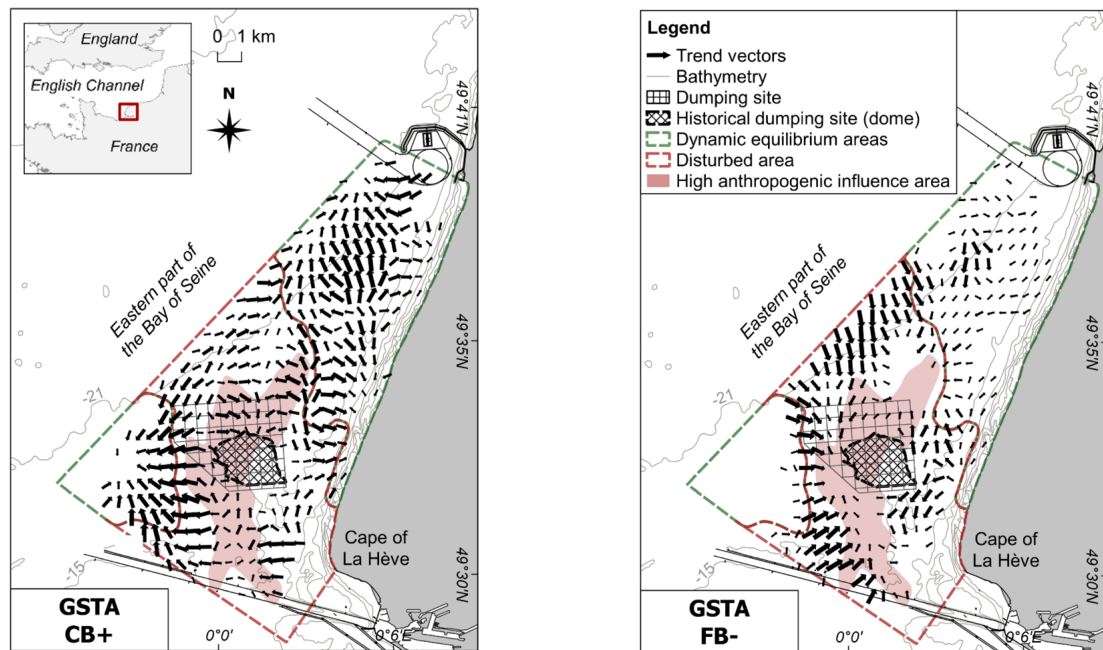 England
English Channel
France
0 1 km
N
Eastern part of
the Bay of Seine
-21
-15
Cape of
La Hève
49°41'N
49°35'N
49°30'N
0°0'
0°6'E
GSTA
CB+
Legend
Trend vectors
Bathymetry
Dumping site
Historical dumping site (dome)
Dynamic equilibrium areas
Disturbed area
High anthropogenic influence area
Eastern part of
the Bay of Seine
-21
-15
Cape of
La Hève
49°41'N
49°35'N
49°30'N
0°0'
0°6'E
GSTA
FB-